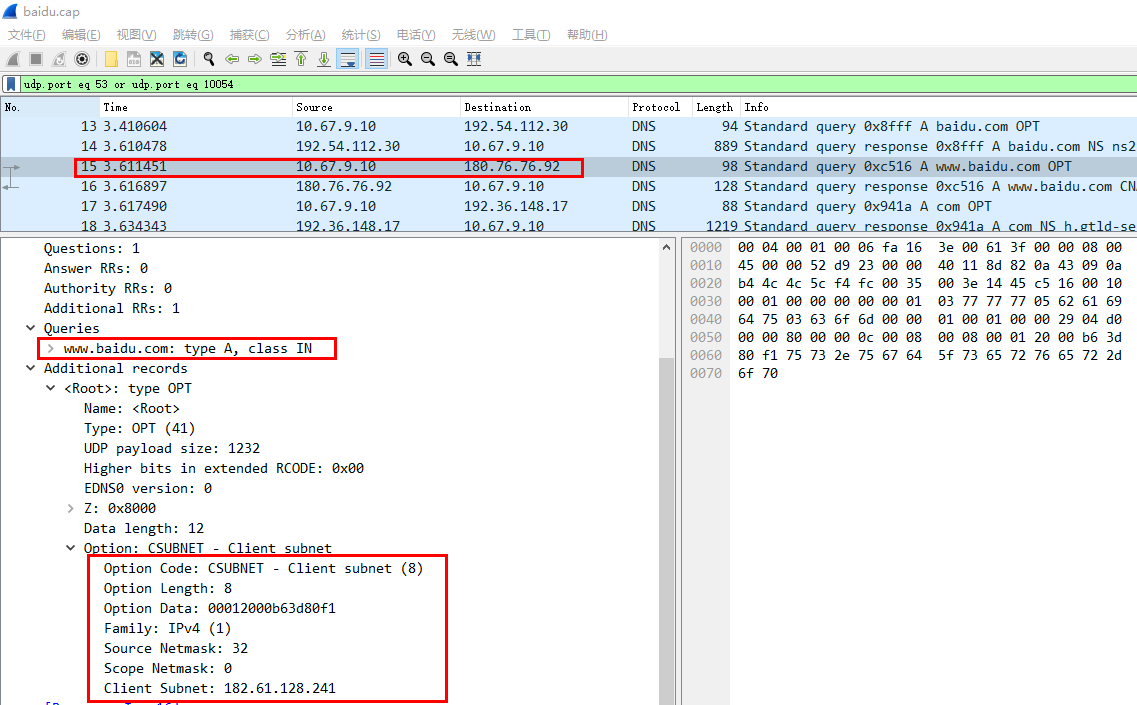 baidu.cap
文件(F) 编辑(E) 视图(V) 跳转(G) 捕获(C) 分析(A) 统计(S) 电话(Y) 无线(W) 工具(T) 帮助(H)
udp.port eq 53 or udp.port eq 10054
No. Time Source Destination Protocol Length Info
13 3.410604 10.67.9.10 192.54.112.30 DNS 94 Standard query 0x8fff A baidu.com OPT
14 3.610478 192.54.112.30 10.67.9.10 DNS 889 Standard query response 0x8fff A baidu.com NS ns2
15 3.611451 10.67.9.10 180.76.76.92 DNS 98 Standard query 0xc516 A www.baidu.com OPT
16 3.616897 180.76.76.92 10.67.9.10 DNS 128 Standard query response 0xc516 A www.baidu.com CN
17 3.617490 10.67.9.10 192.36.148.17 DNS 88 Standard query 0x941a A com OPT
18 3.634343 192.36.148.17 10.67.9.10 DNS 1219 Standard query response 0x941a A com NS h.gtld-se
Questions: 1
Answer RRs: 0
Authority RRs: 0
Additional RRs: 1
Queries
www.baidu.com: type A, class IN
Additional records
<Root>: type OPT
Name: <Root>
Type: OPT (41)
UDP payload size: 1232
Higher bits in extended RCODE: 0x00
EDNS0 version: 0
Z: 0x8000
Data length: 12
Option: CSUBNET - Client subnet
Option Code: CSUBNET - Client subnet (8)
Option Length: 8
Option Data: 00012000b63d80f1
Family: IPv4 (1)
Source Netmask: 32
Scope Netmask: 0
Client Subnet: 182.61.128.241
0000 00 04 00 01 00 06 fa 16 3e 00 61 3f 00 00 08 00
0010 45 00 00 52 d9 23 00 00 40 11 8d 82 0a 43 09 0a
0020 b4 4c 4c 5c f4 fc 00 35 00 3e 14 45 c5 16 00 10
0030 00 01 00 00 00 00 00 01 03 77 77 77 05 62 61 69
0040 64 75 03 63 6f 6d 00 00 01 00 01 00 00 29 04 d0
0050 00 00 80 00 00 0c 00 08 00 08 00 01 20 00 b6 3d
0060 80 f1 75 73 2e 75 67 64 5f 73 65 72 76 65 72 2d
0070 6f 70